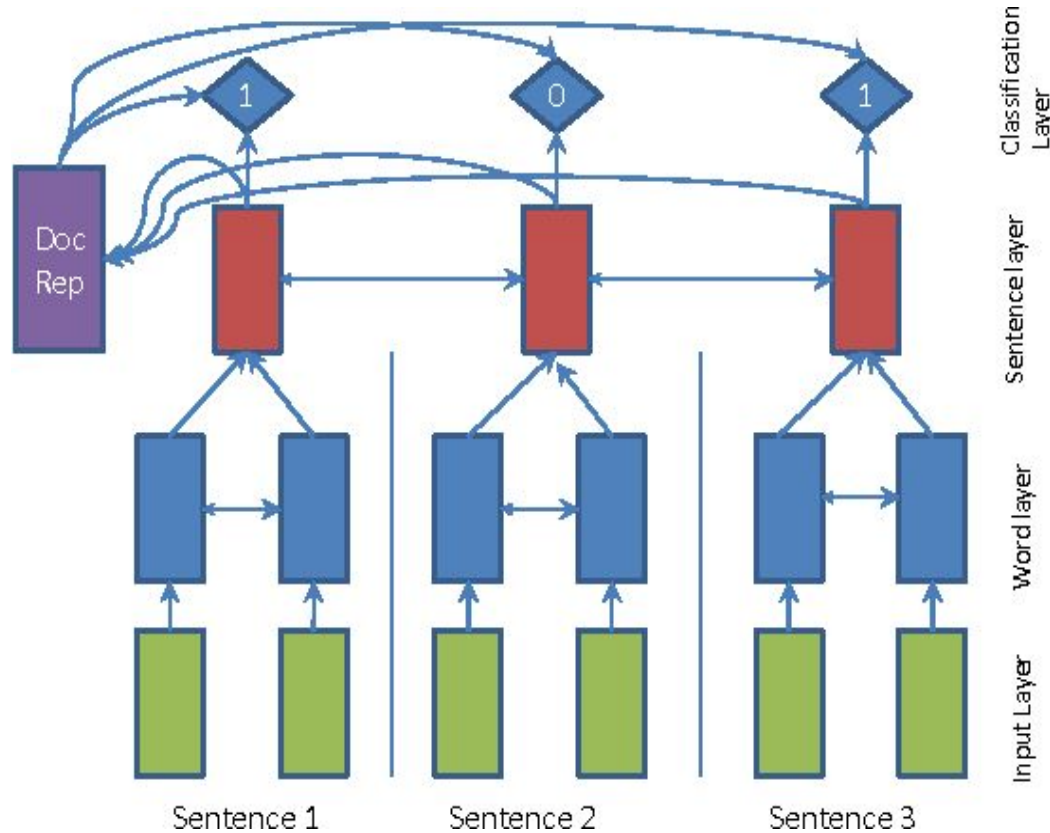 1
0
1
Classification
Layer
Doc
Rep
Sentence layer
Word layer
Input Layer
Sentence 1
Sentence 2
Sentence 3